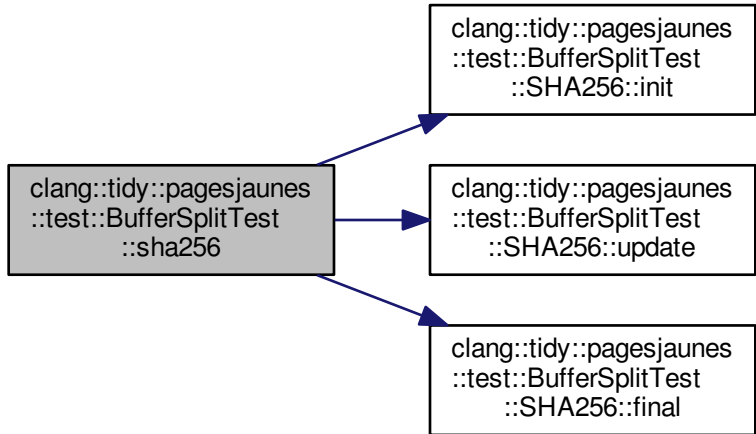 clang::tidy::pagesjaunes
::test::BufferSplitTest
::SHA256::init
clang::tidy::pagesjaunes
::test::BufferSplitTest
::sha256
clang::tidy::pagesjaunes
::test::BufferSplitTest
::SHA256::update
clang::tidy::pagesjaunes
::test::BufferSplitTest
::SHA256::final